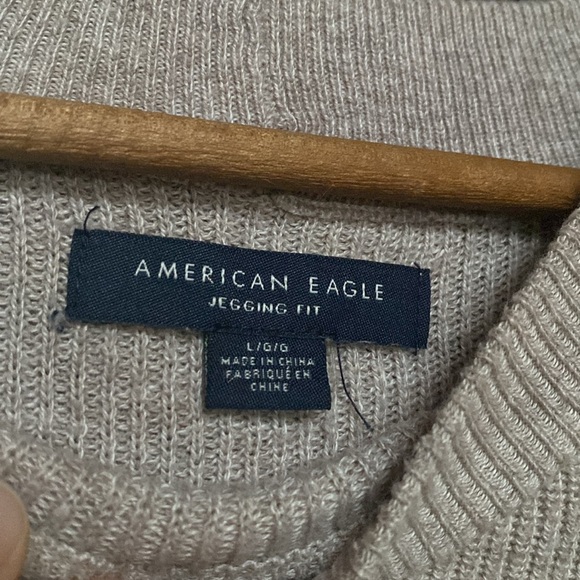 AMERICAN EAGLE
JEGGING FIT
L/G/G
MADE IN CHINA
FABRIQUÉ EN
CHINE